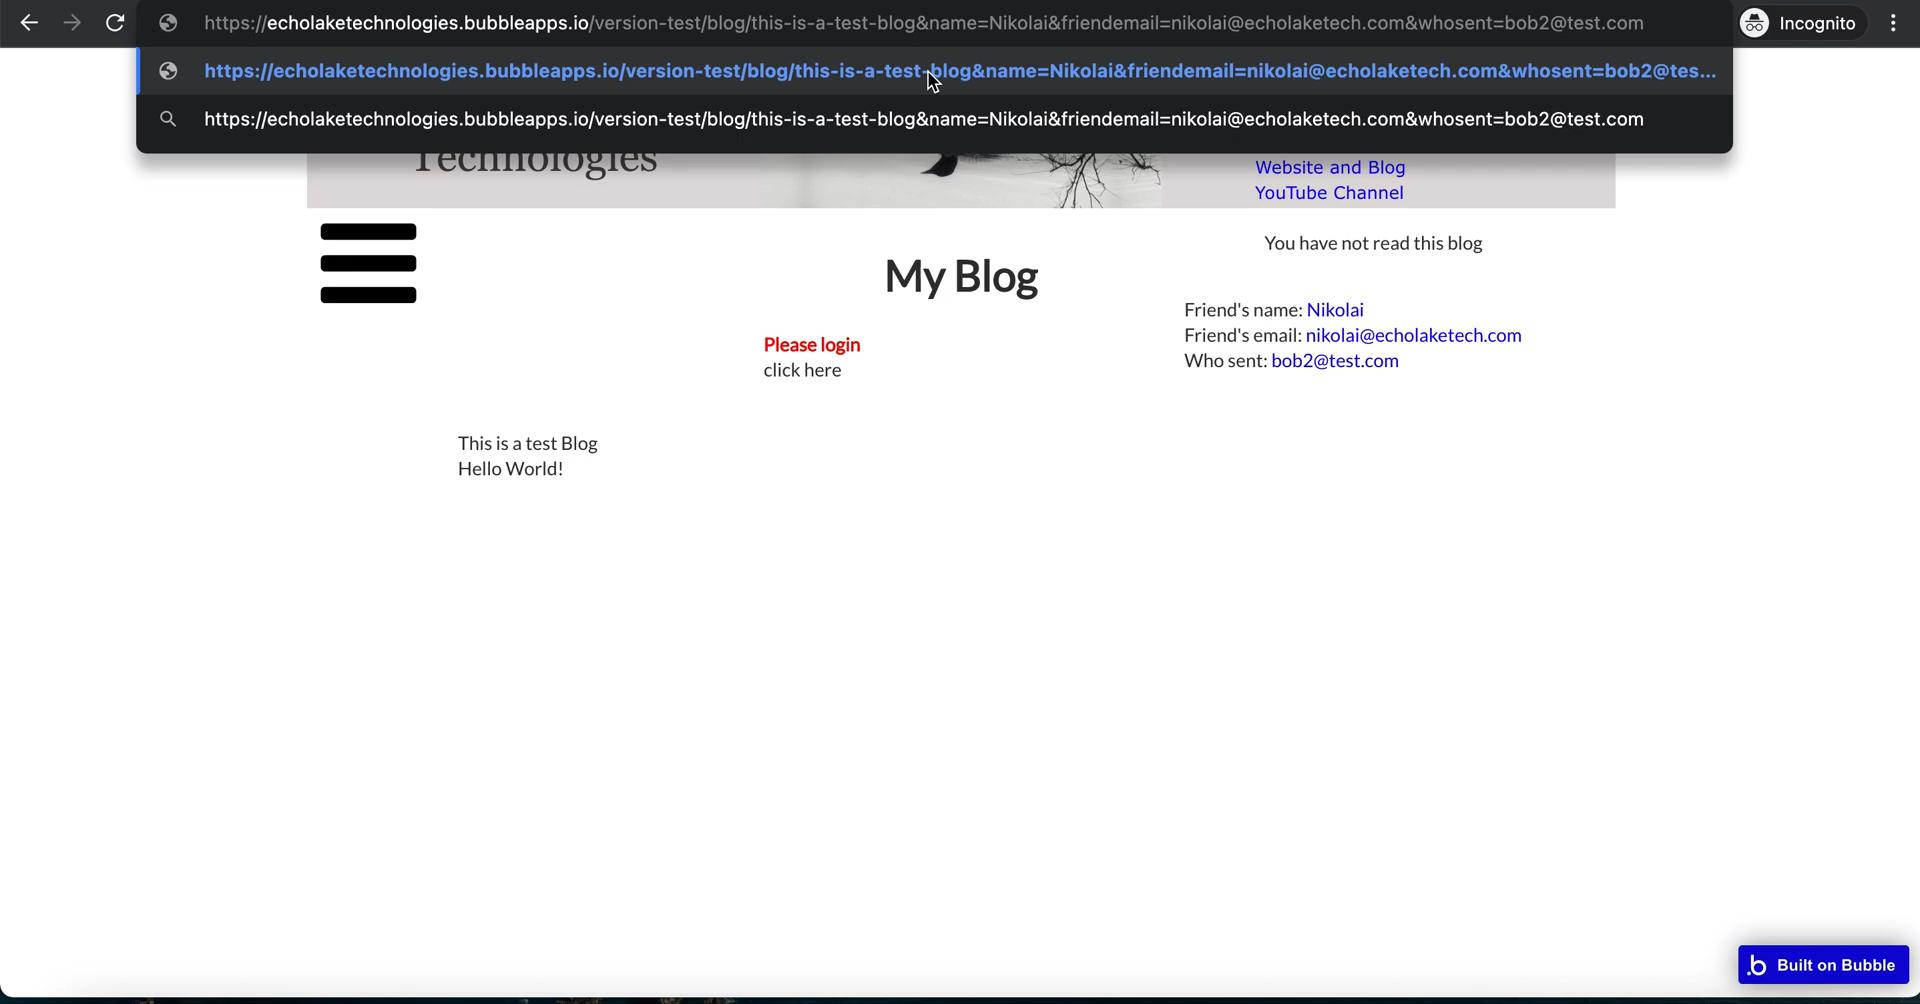 https://echolaketechnologies.bubbleapps.io/version-test/blog/this-is-a-test-blog&name=Nikolai&friendemail=nikolai@echolaketech.com&whosent=bob2@test.com
Incognito
https://echolaketechnologies.bubbleapps.io/version-test/blog/this-is-a-test-blog&name=Nikolai&friendemail=nikolai@echolaketech.com&whosent=bob2@tes...
https://echolaketechnologies.bubbleapps.io/version-test/blog/this-is-a-test-blog&name=Nikolai&friendemail=nikolai@echolaketech.com&whosent=bob2@test.com
Technologies
Website and Blog
YouTube Channel
You have not read this blog
My Blog
Friend's name: Nikolai
Friend's email: nikolai@echolaketech.com
Who sent: bob2@test.com
Please login
click here
This is a test Blog
Hello World!
Built on Bubble